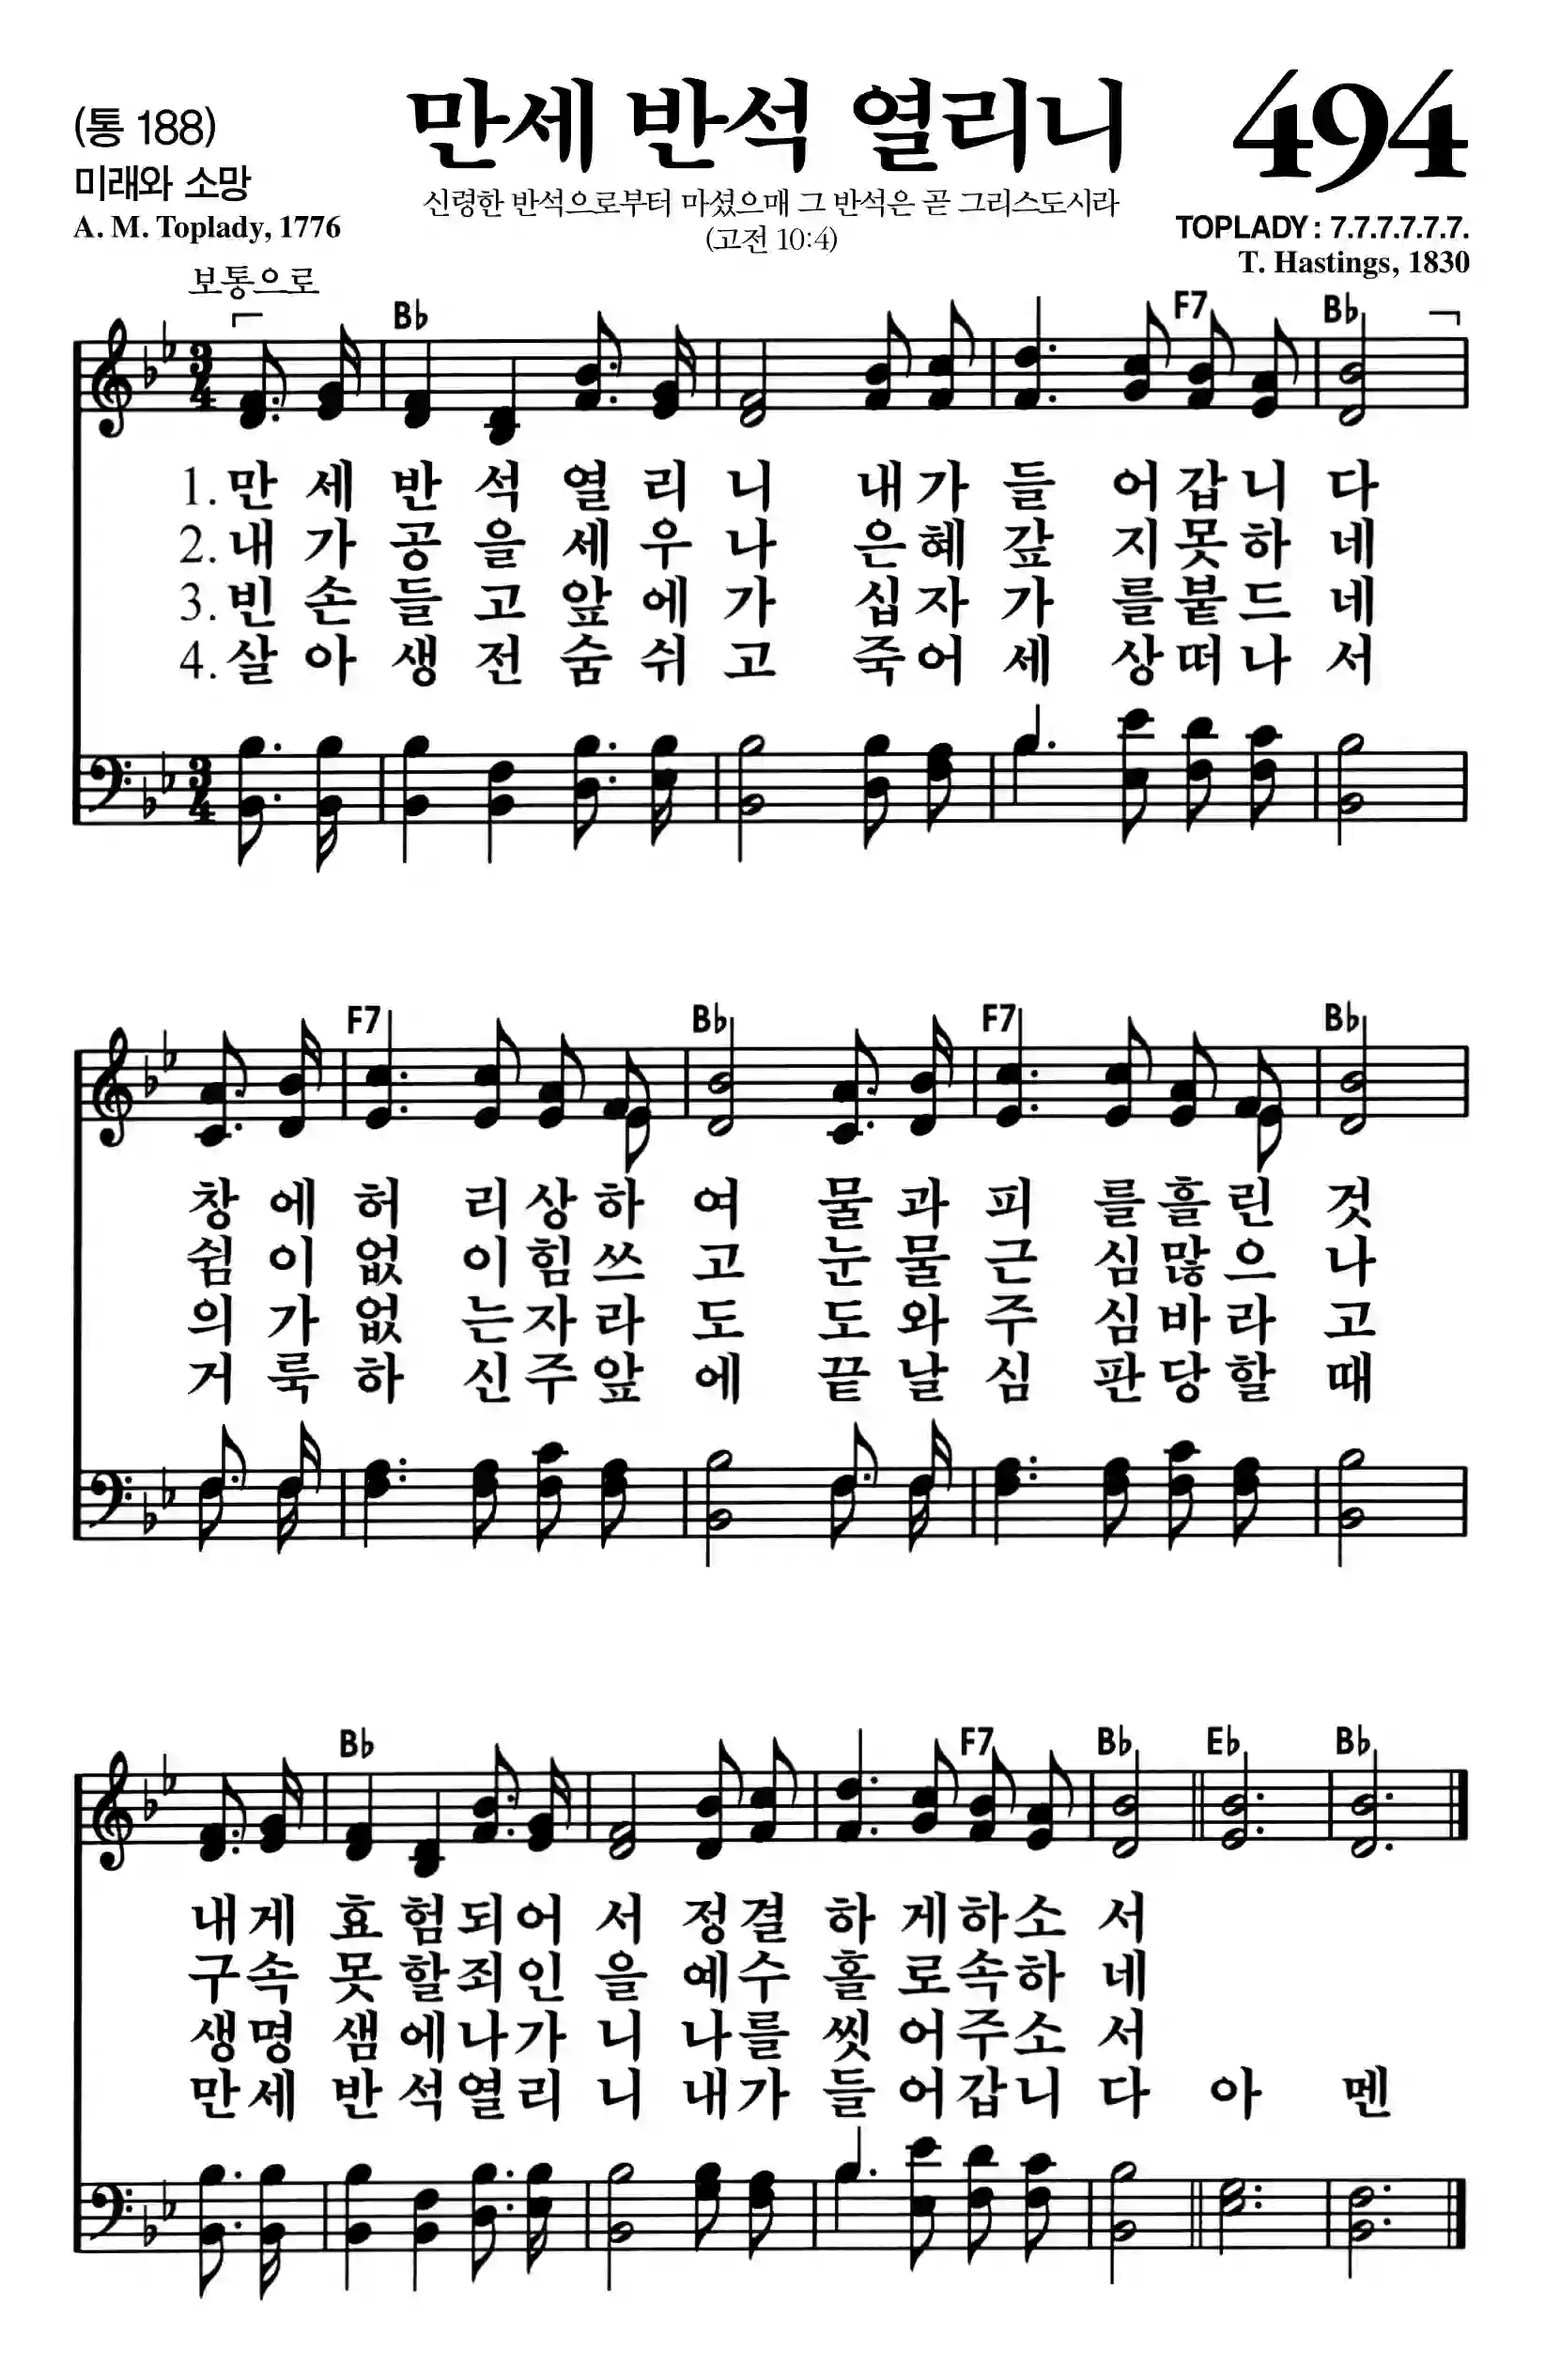 (통 188)
만세 반석 열리니
494
미래와 소망
신령한 반석으로부터 마셨으매 그 반석은 곧 그리스도시라
(고전 10:4)
A. M. Toplady, 1776
TOPLADY : 7.7.7.7.7.7.
T. Hastings, 1830
보통으로
B♭ F7 B♭
3 4
1. 만 세 반 석 열 리 니 내 가 들 어 갑 니 다
2. 내 가 공 을 세 우 나 은 혜 갚 지 못 하 네
3. 빈 손 들 고 앞 에 가 십 자 가 를 붙 드 네
4. 살 아 생 전 숨 쉬 고 죽 어 세 상 떠 나 서
3 4
F7 B♭ F7 B♭
창 에 허 리 상 하 여 물 과 피 를 흘 린 것
쉼 이 없 이 힘 쓰 고 눈 물 근 심 많 으 나
의 가 없 는 자 라 도 도 와 주 심 바 라 고
거 룩 하 신 주 앞 에 끝 날 심 판 당 할 때
B♭ F7 B♭ E♭ B♭
내 게 효 험 되 어 서 정 결 하 게 하 소 서
구 속 못 할 죄 인 을 예 수 홀 로 속 하 네
생 명 샘 에 나 가 니 나 를 씻 어 주 소 서
만 세 반 석 열 리 니 내 가 들 어 갑 니 다 아 멘